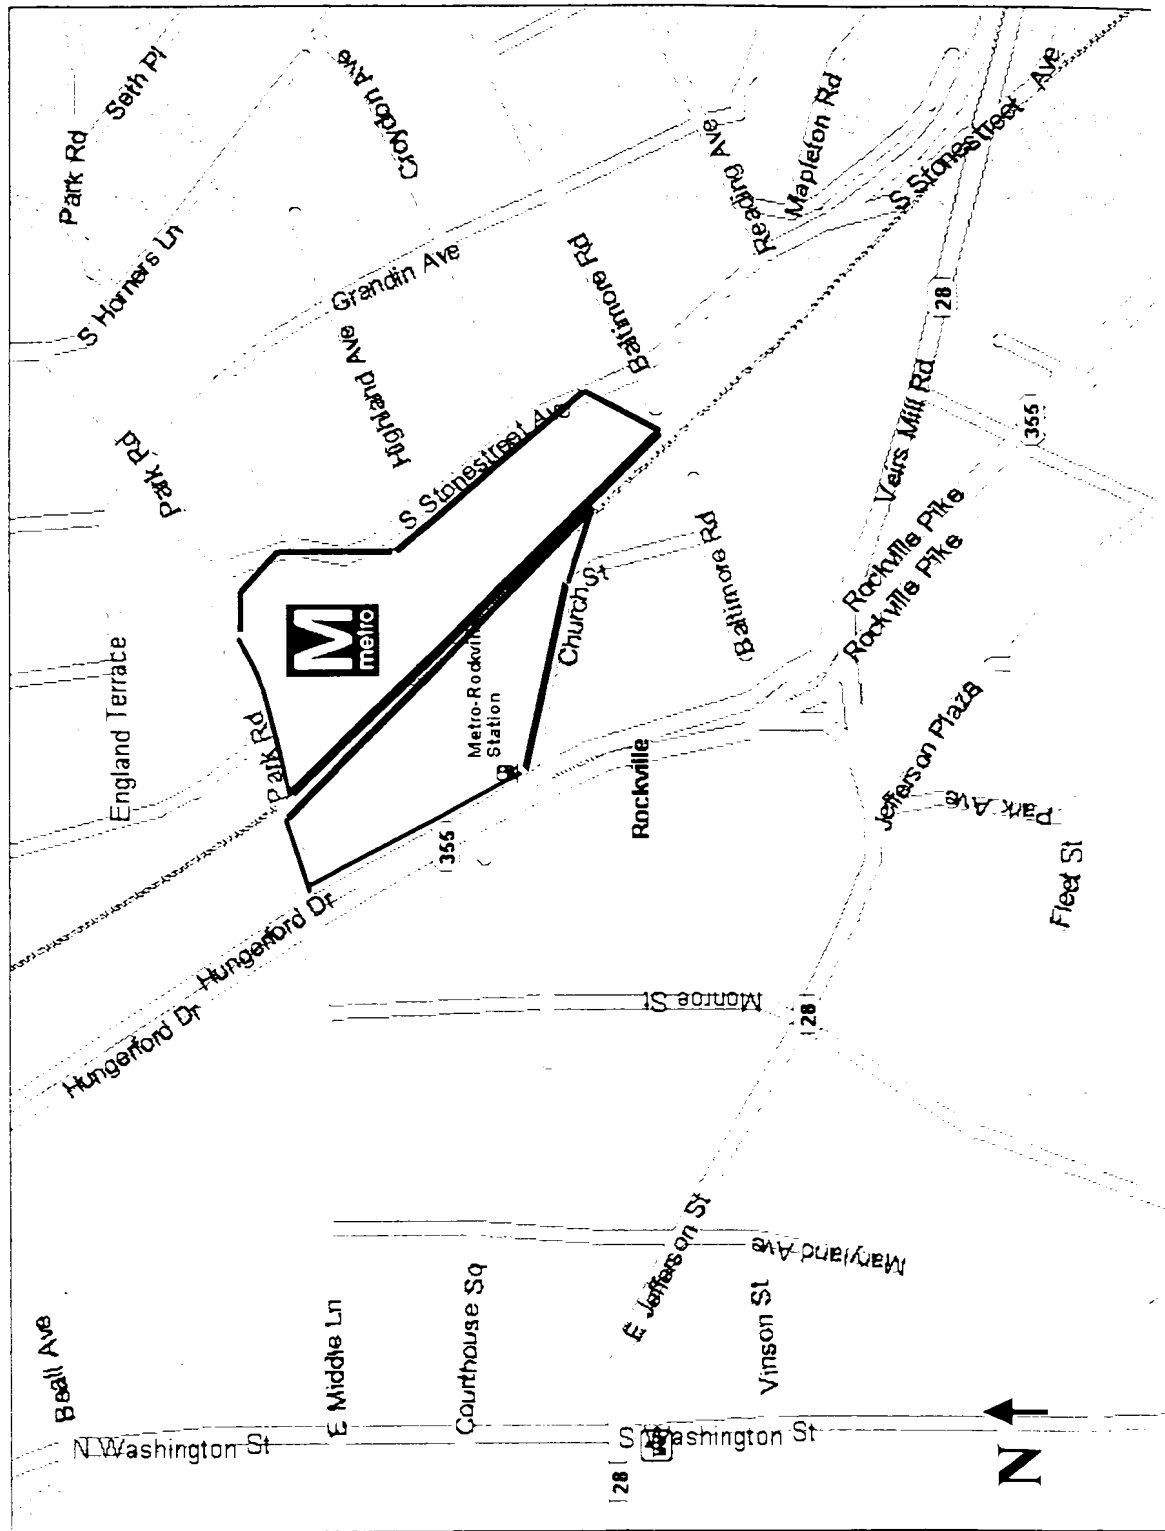 Park Rd
Seth Pl
Croydon Ave
S Horners Ln
Grandin Ave
Reading Ave
Mapleton Rd
S Stonestreet Ave
Baltimore Rd
Highland Ave
Park Rd
S Stonestreet Ave
28
Veirs Mill Rd
355
Rockville Pike
Rockville Pike
England Terrace
Park Rd
M
metro
Metro-Rockville
Station
Church St
Baltimore Rd
Rockville
355
Jefferson Plaza
Park Ave
Fleet St
Hungerford Dr
Hungerford Dr
Monroe St
28
E Jefferson St
Maryland Ave
Vinson St
Beall Ave
E Middle Ln
Courthouse Sq
N Washington St
S Washington St
28
N